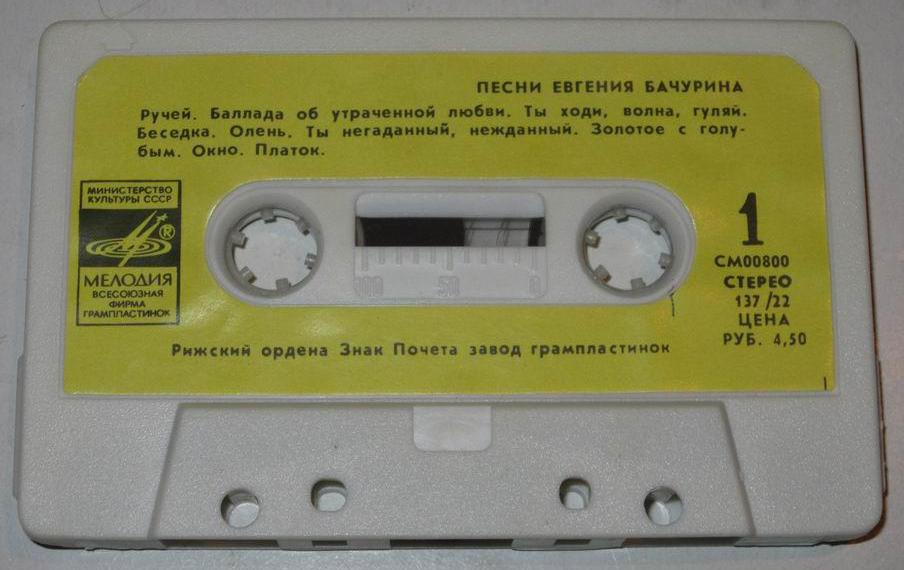 ПЕСНИ ЕВГЕНИЯ БАЧУРИНА
Ручей. Баллада об утраченной любви. Ты ходи, волна, гуляй.
Беседка. Олень. Ты негаданный, нежданный. Золотое с голу-
бым. Окно. Платок.
МИНИСТЕРСТВО
КУЛЬТУРЫ СССР
®
МЕЛОДИЯ
ВСЕСОЮЗНАЯ
ФИРМА
ГРАМПЛАСТИНОК
100 50 0
1
СМ00800
СТЕРЕО
137 /22
ЦЕНА
РУБ. 4,50
Рижский ордена Знак Почета завод грампластинок